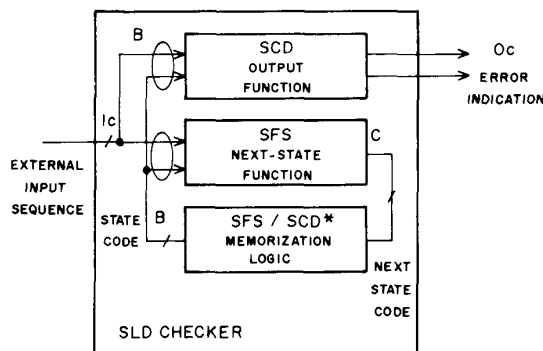 B
SCD
OUTPUT
FUNCTION
Oc
ERROR
INDICATION
Ic
EXTERNAL
INPUT
SEQUENCE
SFS
NEXT-STATE
FUNCTION
C
STATE
CODE
B
SFS / SCD*
MEMORIZATION
LOGIC
NEXT
STATE
CODE
SLD CHECKER